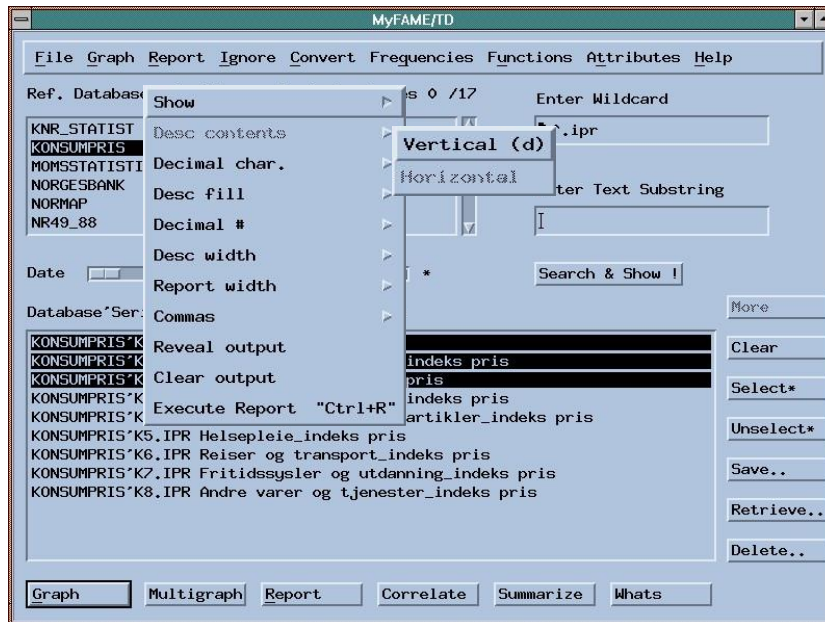 MyFAME/TD
File Graph Report Ignore Convert Frequencies Functions Attributes Help
Ref. Database s 0 /17
Enter Wildcard
KNR_STATIST
KONSUMPRIS
MOMSSTATISTI
NORGESBANK
NORMAP
NR49_88
Show
Desc contents
Decimal char.
Desc fill
Decimal #
Desc width
Report width
Commas
Reveal output
Clear output
Execute Report "Ctrl+R"
Vertical (d)
Horizontal
.ipr
ter Text Substring
Date *
Search & Show !
Database'Ser
KONSUMPRIS'K
KONSUMPRIS'K indeks pris
KONSUMPRIS'K pris
KONSUMPRIS'K indeks pris
KONSUMPRIS'K artikler_indeks pris
KONSUMPRIS'K5.IPR Helsepleie_indeks pris
KONSUMPRIS'K6.IPR Reiser og transport_indeks pris
KONSUMPRIS'K7.IPR Fritidssysler og utdanning_indeks pris
KONSUMPRIS'K8.IPR Andre varer og tjenester_indeks pris
More
Clear
Select*
Unselect*
Save..
Retrieve..
Delete..
Graph Multigraph Report Correlate Summarize Whats